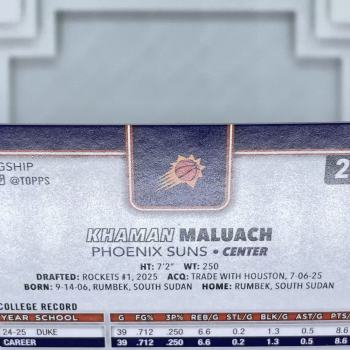 GSHIP
@TOPPS
2
KHAMAN MALUACH
PHOENIX SUNS • CENTER
HT: 7'2" WT: 250
DRAFTED: ROCKETS #1, 2025 ACQ: TRADE WITH HOUSTON, 7-06-25
BORN: 9-14-06, RUMBEK, SOUTH SUDAN HOME: RUMBEK, SOUTH SUDAN
COLLEGE RECORD
YEAR SCHOOL G FG% 3P% REB/G STL/G BLK/G AST/G PTS/
24-25 DUKE 39 .712 .250 6.6 0.2 1.3 0.5 8.6
CAREER 39 .712 .250 6.6 0.2 1.3 0.5 8.6